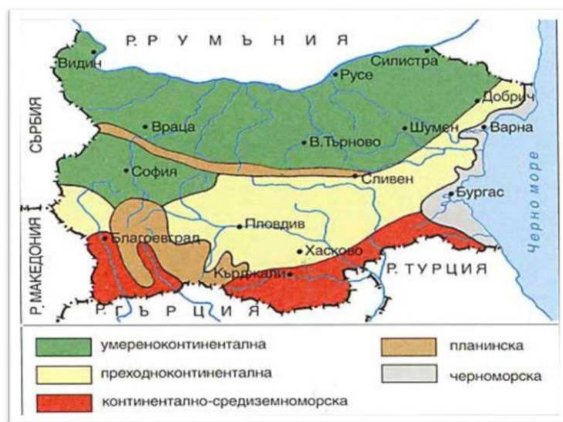 Р. РУМЪНИЯ
Видин
Силистра
Русе
Добрич
СЪРБИЯ
Враца
Шумен
Варна
В.Търново
София
Сливен
Бургас
Черно море
Р. МАКЕДОНИЯ
Благоевград
Пловдив
Хасково
Кърджали
Р. ТУРЦИЯ
Р. ГЪРЦИЯ
умереноконтинентална
планинска
преходноконтинентална
черноморска
континентално-средиземноморска